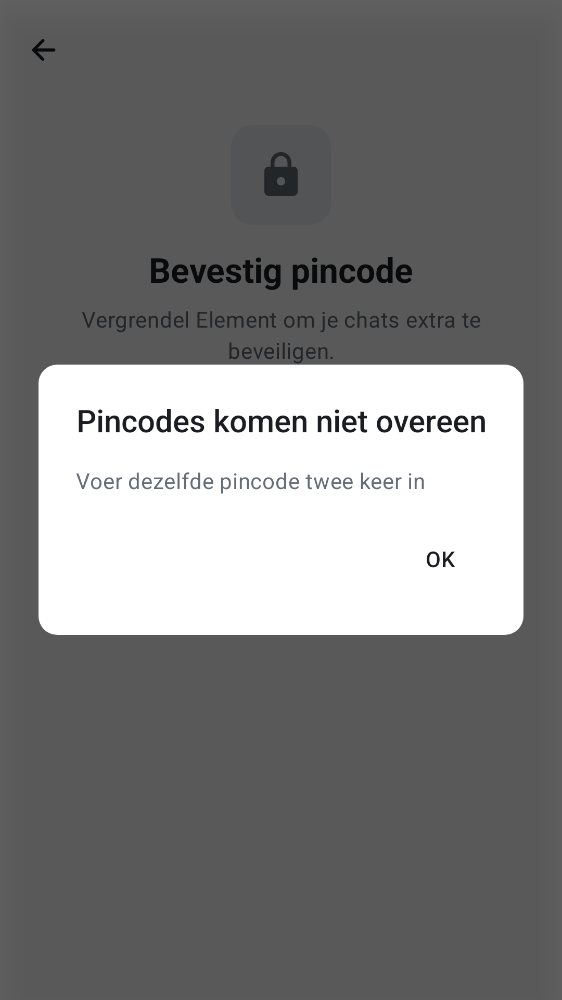 Bevestig pincode
Vergrendel Element om je chats extra te
beveiligen.
Pincodes komen niet overeen
Voer dezelfde pincode twee keer in
OK